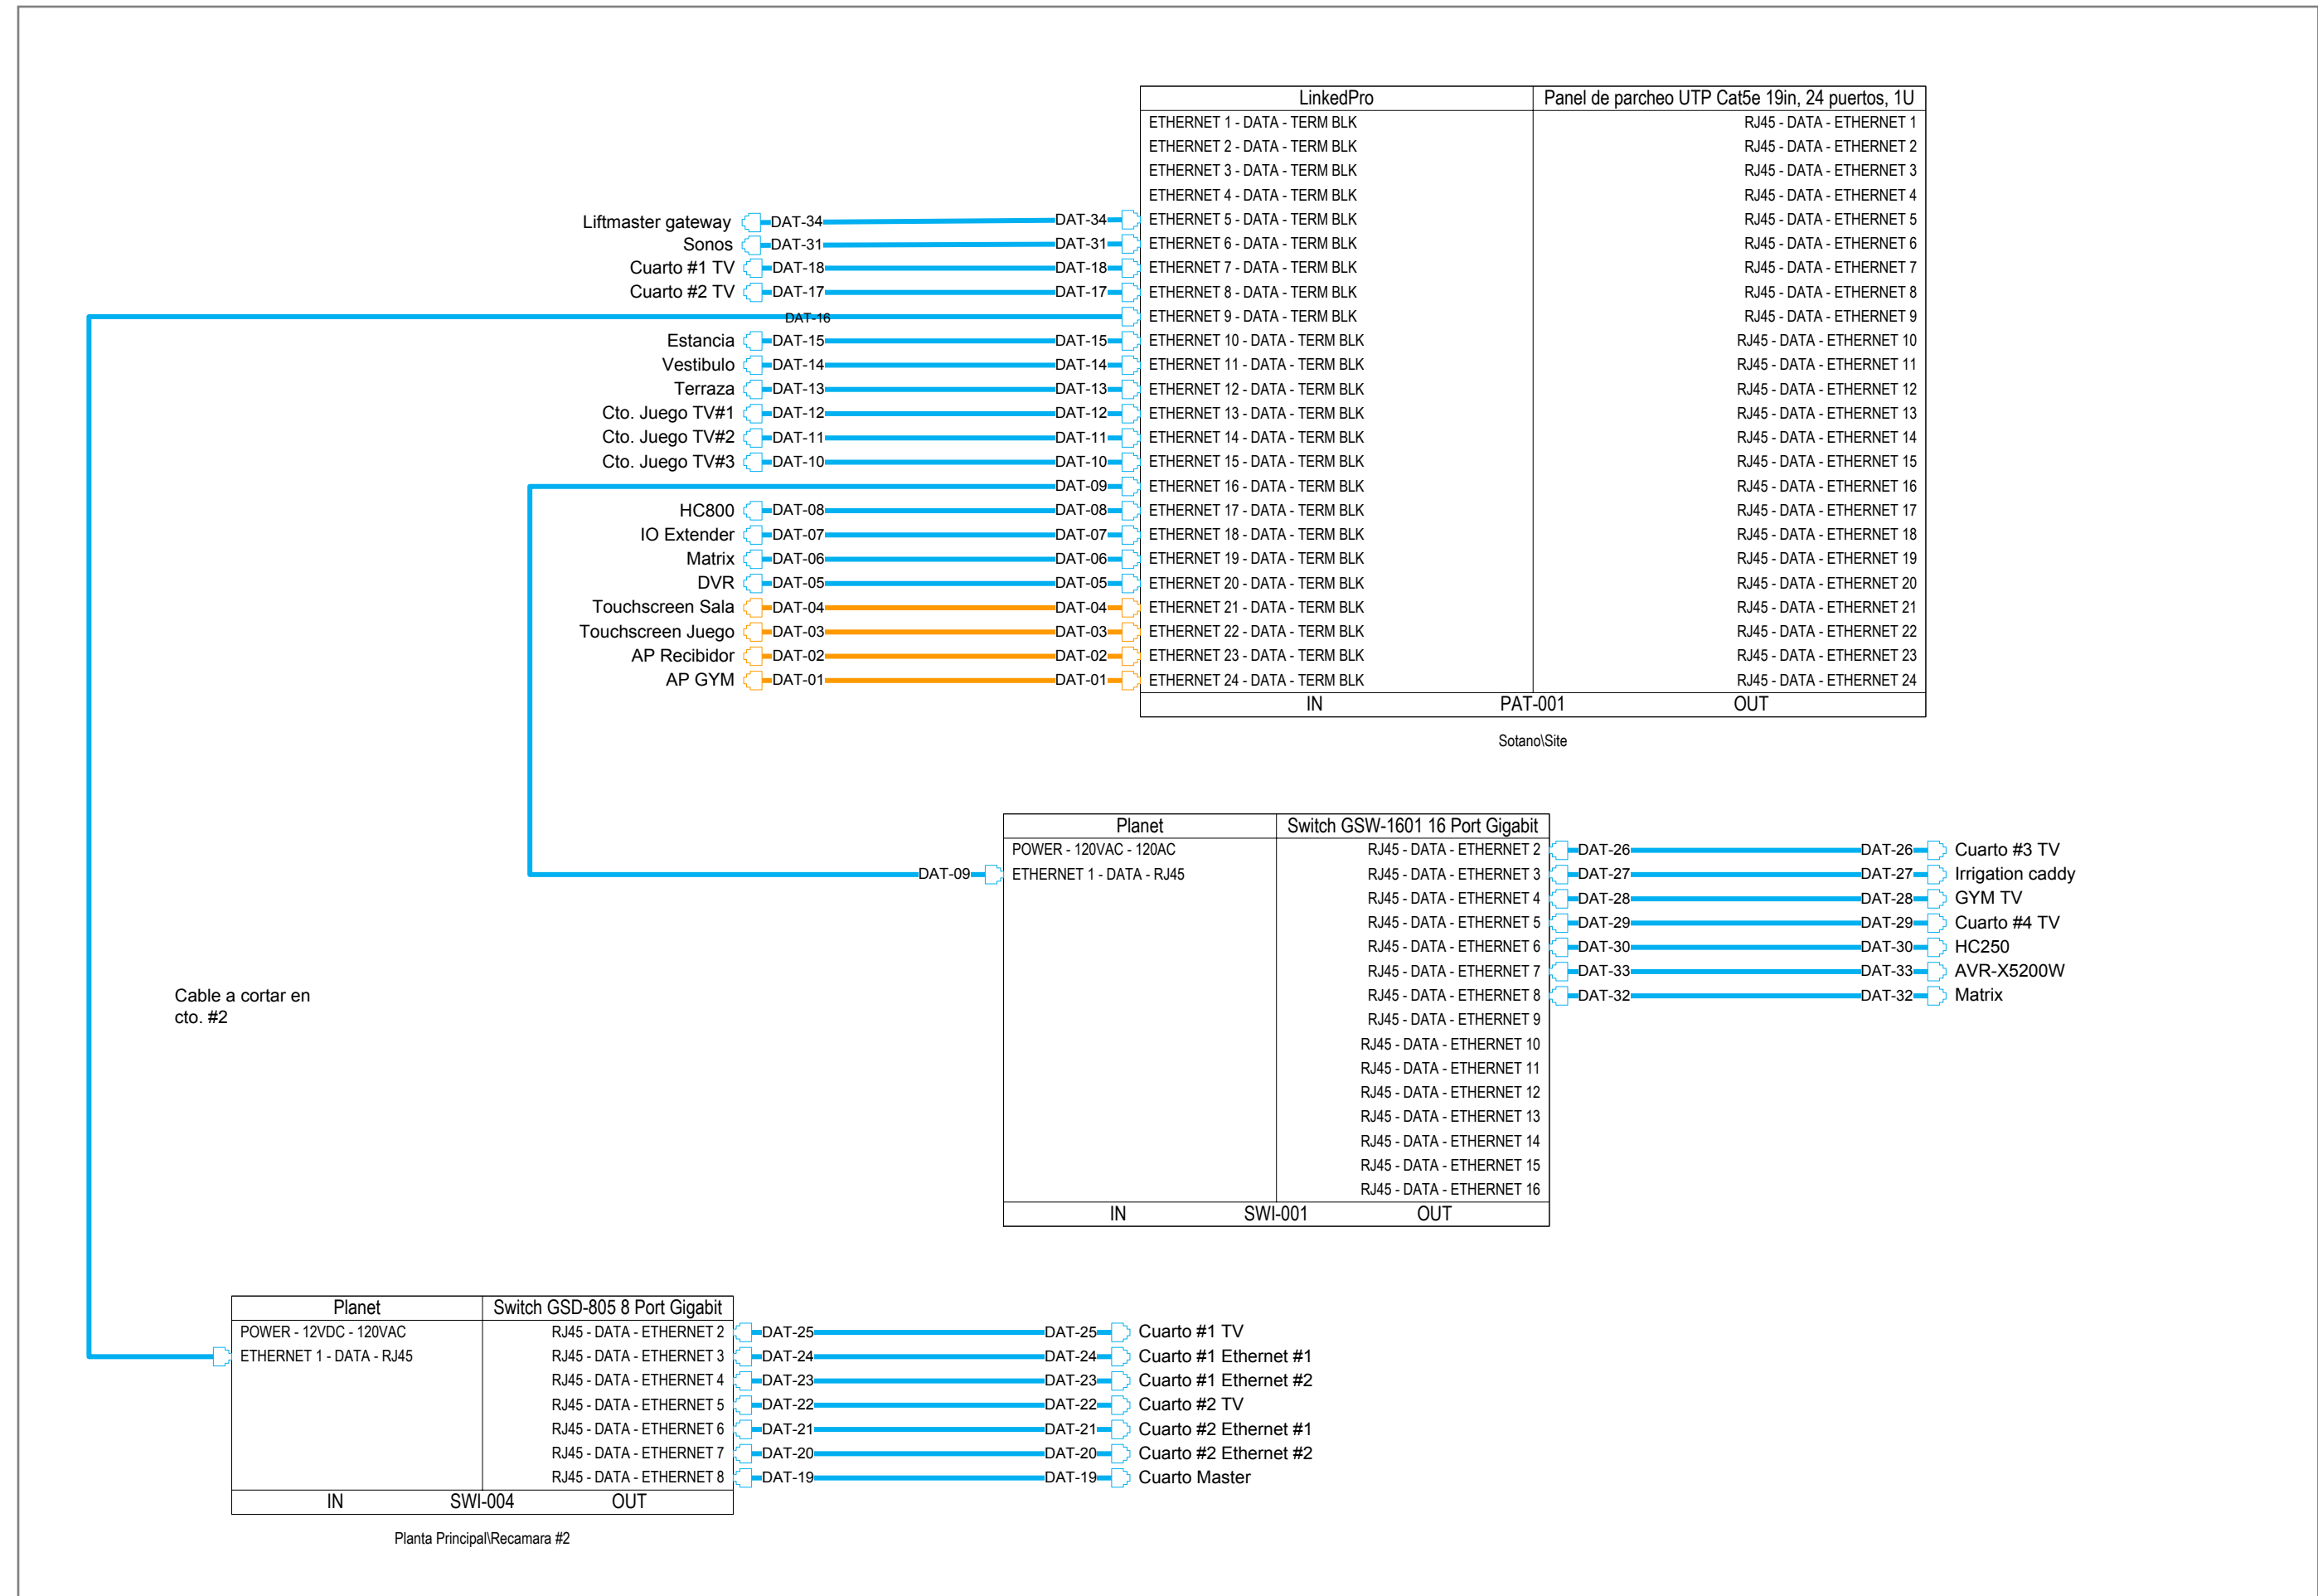 LinkedPro Panel de parcheo UTP Cat5e 19in, 24 puertos, 1U
ETHERNET 1 - DATA - TERM BLK RJ45 - DATA - ETHERNET 1
ETHERNET 2 - DATA - TERM BLK RJ45 - DATA - ETHERNET 2
ETHERNET 3 - DATA - TERM BLK RJ45 - DATA - ETHERNET 3
ETHERNET 4 - DATA - TERM BLK RJ45 - DATA - ETHERNET 4
Liftmaster gateway DAT-34 DAT-34 ETHERNET 5 - DATA - TERM BLK RJ45 - DATA - ETHERNET 5
Sonos DAT-31 DAT-31 ETHERNET 6 - DATA - TERM BLK RJ45 - DATA - ETHERNET 6
Cuarto #1 TV DAT-18 DAT-18 ETHERNET 7 - DATA - TERM BLK RJ45 - DATA - ETHERNET 7
Cuarto #2 TV DAT-17 DAT-17 ETHERNET 8 - DATA - TERM BLK RJ45 - DATA - ETHERNET 8
DAT-16 ETHERNET 9 - DATA - TERM BLK RJ45 - DATA - ETHERNET 9
Estancia DAT-15 DAT-15 ETHERNET 10 - DATA - TERM BLK RJ45 - DATA - ETHERNET 10
Vestibulo DAT-14 DAT-14 ETHERNET 11 - DATA - TERM BLK RJ45 - DATA - ETHERNET 11
Terraza DAT-13 DAT-13 ETHERNET 12 - DATA - TERM BLK RJ45 - DATA - ETHERNET 12
Cto. Juego TV#1 DAT-12 DAT-12 ETHERNET 13 - DATA - TERM BLK RJ45 - DATA - ETHERNET 13
Cto. Juego TV#2 DAT-11 DAT-11 ETHERNET 14 - DATA - TERM BLK RJ45 - DATA - ETHERNET 14
Cto. Juego TV#3 DAT-10 DAT-10 ETHERNET 15 - DATA - TERM BLK RJ45 - DATA - ETHERNET 15
DAT-09 ETHERNET 16 - DATA - TERM BLK RJ45 - DATA - ETHERNET 16
HC800 DAT-08 DAT-08 ETHERNET 17 - DATA - TERM BLK RJ45 - DATA - ETHERNET 17
IO Extender DAT-07 DAT-07 ETHERNET 18 - DATA - TERM BLK RJ45 - DATA - ETHERNET 18
Matrix DAT-06 DAT-06 ETHERNET 19 - DATA - TERM BLK RJ45 - DATA - ETHERNET 19
DVR DAT-05 DAT-05 ETHERNET 20 - DATA - TERM BLK RJ45 - DATA - ETHERNET 20
Touchscreen Sala DAT-04 DAT-04 ETHERNET 21 - DATA - TERM BLK RJ45 - DATA - ETHERNET 21
Touchscreen Juego DAT-03 DAT-03 ETHERNET 22 - DATA - TERM BLK RJ45 - DATA - ETHERNET 22
AP Recibidor DAT-02 DAT-02 ETHERNET 23 - DATA - TERM BLK RJ45 - DATA - ETHERNET 23
AP GYM DAT-01 DAT-01 ETHERNET 24 - DATA - TERM BLK RJ45 - DATA - ETHERNET 24
IN PAT-001 OUT
Sotano\Site
Planet Switch GSW-1601 16 Port Gigabit
POWER - 120VAC - 120AC RJ45 - DATA - ETHERNET 2 DAT-26 DAT-26 Cuarto #3 TV
DAT-09 ETHERNET 1 - DATA - RJ45 RJ45 - DATA - ETHERNET 3 DAT-27 DAT-27 Irrigation caddy
RJ45 - DATA - ETHERNET 4 DAT-28 DAT-28 GYM TV
RJ45 - DATA - ETHERNET 5 DAT-29 DAT-29 Cuarto #4 TV
RJ45 - DATA - ETHERNET 6 DAT-30 DAT-30 HC250
RJ45 - DATA - ETHERNET 7 DAT-33 DAT-33 AVR-X5200W
RJ45 - DATA - ETHERNET 8 DAT-32 DAT-32 Matrix
RJ45 - DATA - ETHERNET 9
RJ45 - DATA - ETHERNET 10
RJ45 - DATA - ETHERNET 11
RJ45 - DATA - ETHERNET 12
RJ45 - DATA - ETHERNET 13
RJ45 - DATA - ETHERNET 14
RJ45 - DATA - ETHERNET 15
RJ45 - DATA - ETHERNET 16
IN SWI-001 OUT
Cable a cortar en
cto. #2
Planet Switch GSD-805 8 Port Gigabit
POWER - 12VDC - 120VAC RJ45 - DATA - ETHERNET 2 DAT-25 DAT-25 Cuarto #1 TV
ETHERNET 1 - DATA - RJ45 RJ45 - DATA - ETHERNET 3 DAT-24 DAT-24 Cuarto #1 Ethernet #1
RJ45 - DATA - ETHERNET 4 DAT-23 DAT-23 Cuarto #1 Ethernet #2
RJ45 - DATA - ETHERNET 5 DAT-22 DAT-22 Cuarto #2 TV
RJ45 - DATA - ETHERNET 6 DAT-21 DAT-21 Cuarto #2 Ethernet #1
RJ45 - DATA - ETHERNET 7 DAT-20 DAT-20 Cuarto #2 Ethernet #2
RJ45 - DATA - ETHERNET 8 DAT-19 DAT-19 Cuarto Master
IN SWI-004 OUT
Planta Principal\Recamara #2